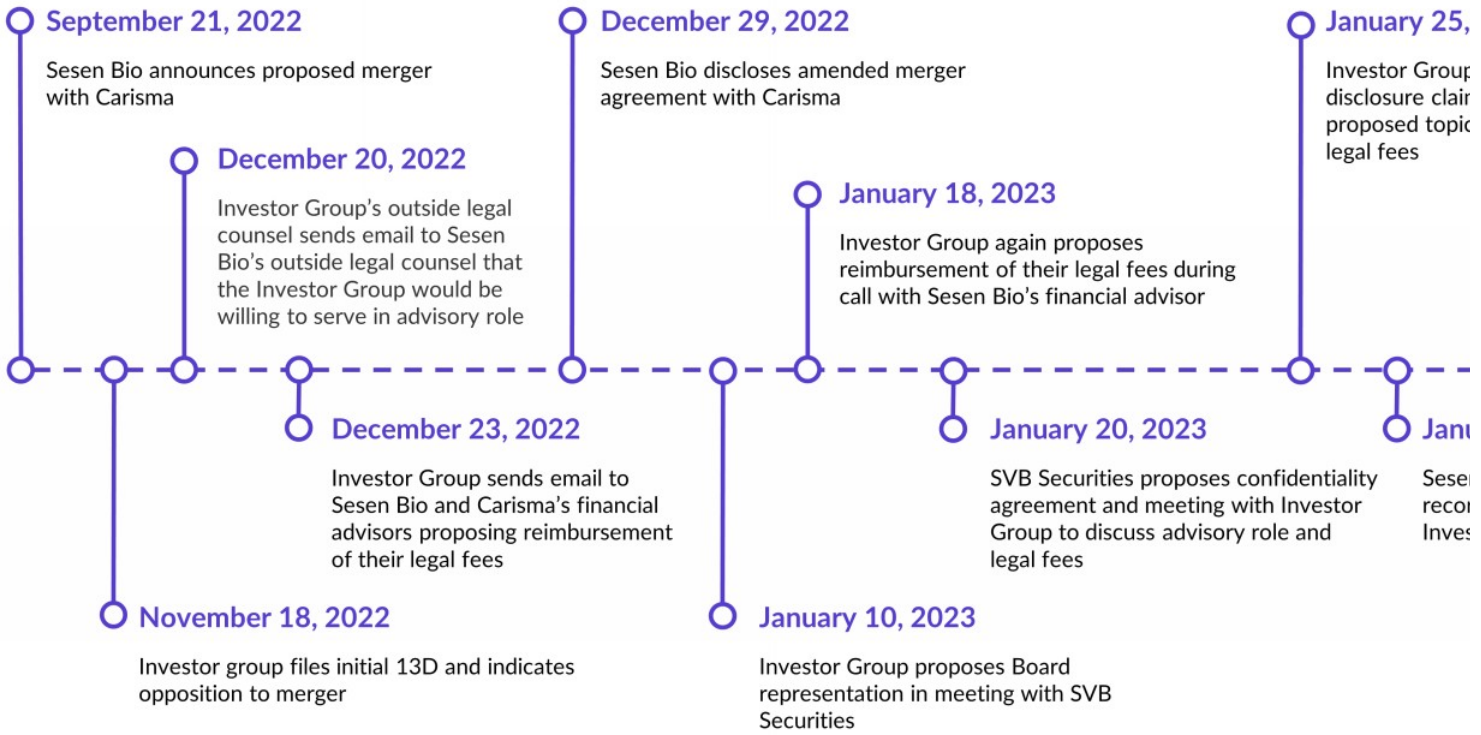 September 21, 2022
Sesen Bio announces proposed merger
with Carisma
November 18, 2022
Investor group files initial 13D and indicates
opposition to merger
December 20, 2022
Investor Group’s outside legal
counsel sends email to Sesen
Bio’s outside legal counsel that
the Investor Group would be
willing to serve in advisory role
December 23, 2022
Investor Group sends email to
Sesen Bio and Carisma’s financial
advisors proposing reimbursement
of their legal fees
December 29, 2022
Sesen Bio discloses amended merger
agreement with Carisma
January 10, 2023
Investor Group proposes Board
representation in meeting with SVB
Securities
January 18, 2023
Investor Group again proposes
reimbursement of their legal fees during
call with Sesen Bio’s financial advisor
January 20, 2023
SVB Securities proposes confidentiality
agreement and meeting with Investor
Group to discuss advisory role and
legal fees
January 25,
Investor Group
disclosure
proposed
legal fees